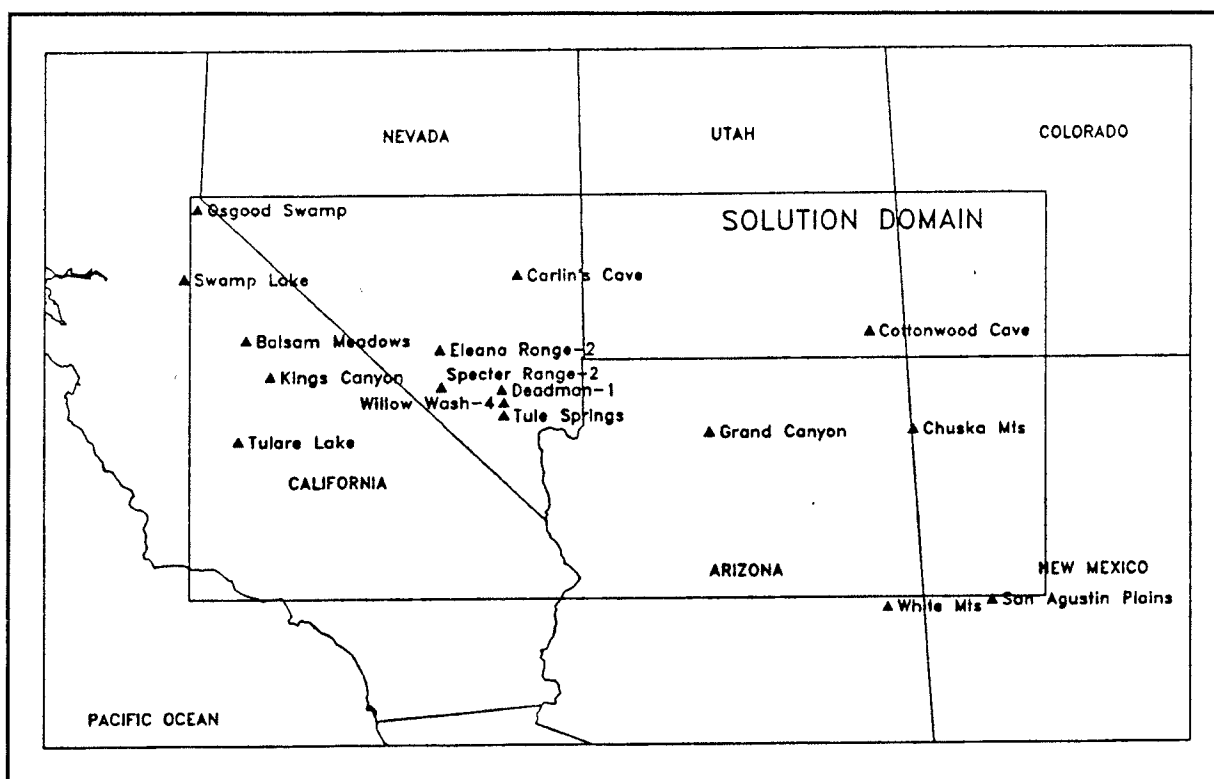 NEVADA
UTAH
COLORADO
Osgood Swamp
SOLUTION DOMAIN
Swamp Lake
Carlin's Cave
Cottonwood Cave
Balsam Meadows
Eleana Range-2
Kings Canyon
Specter Range-2
Deadman-1
Willow Wash-4
Tule Springs
Grand Canyon
Chuska Mts
Tulare Lake
CALIFORNIA
ARIZONA
NEW MEXICO
White Mts
San Agustin Plains
PACIFIC OCEAN